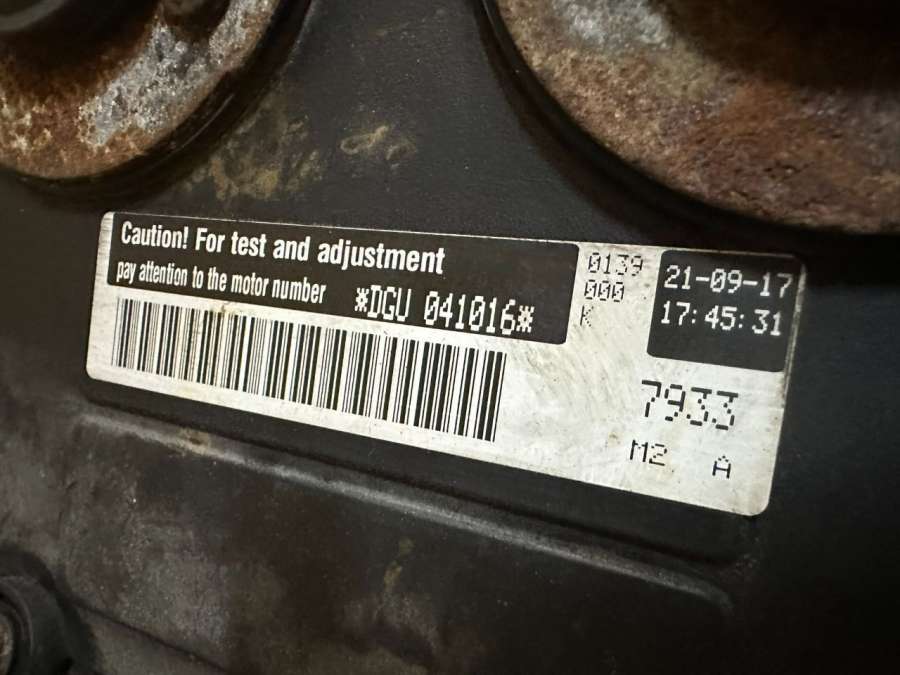 Caution! For test and adjustment
pay attention to the motor number
*DGU 041016*
0139
000
K
21-09-17
17:45:31
7933
M2 A